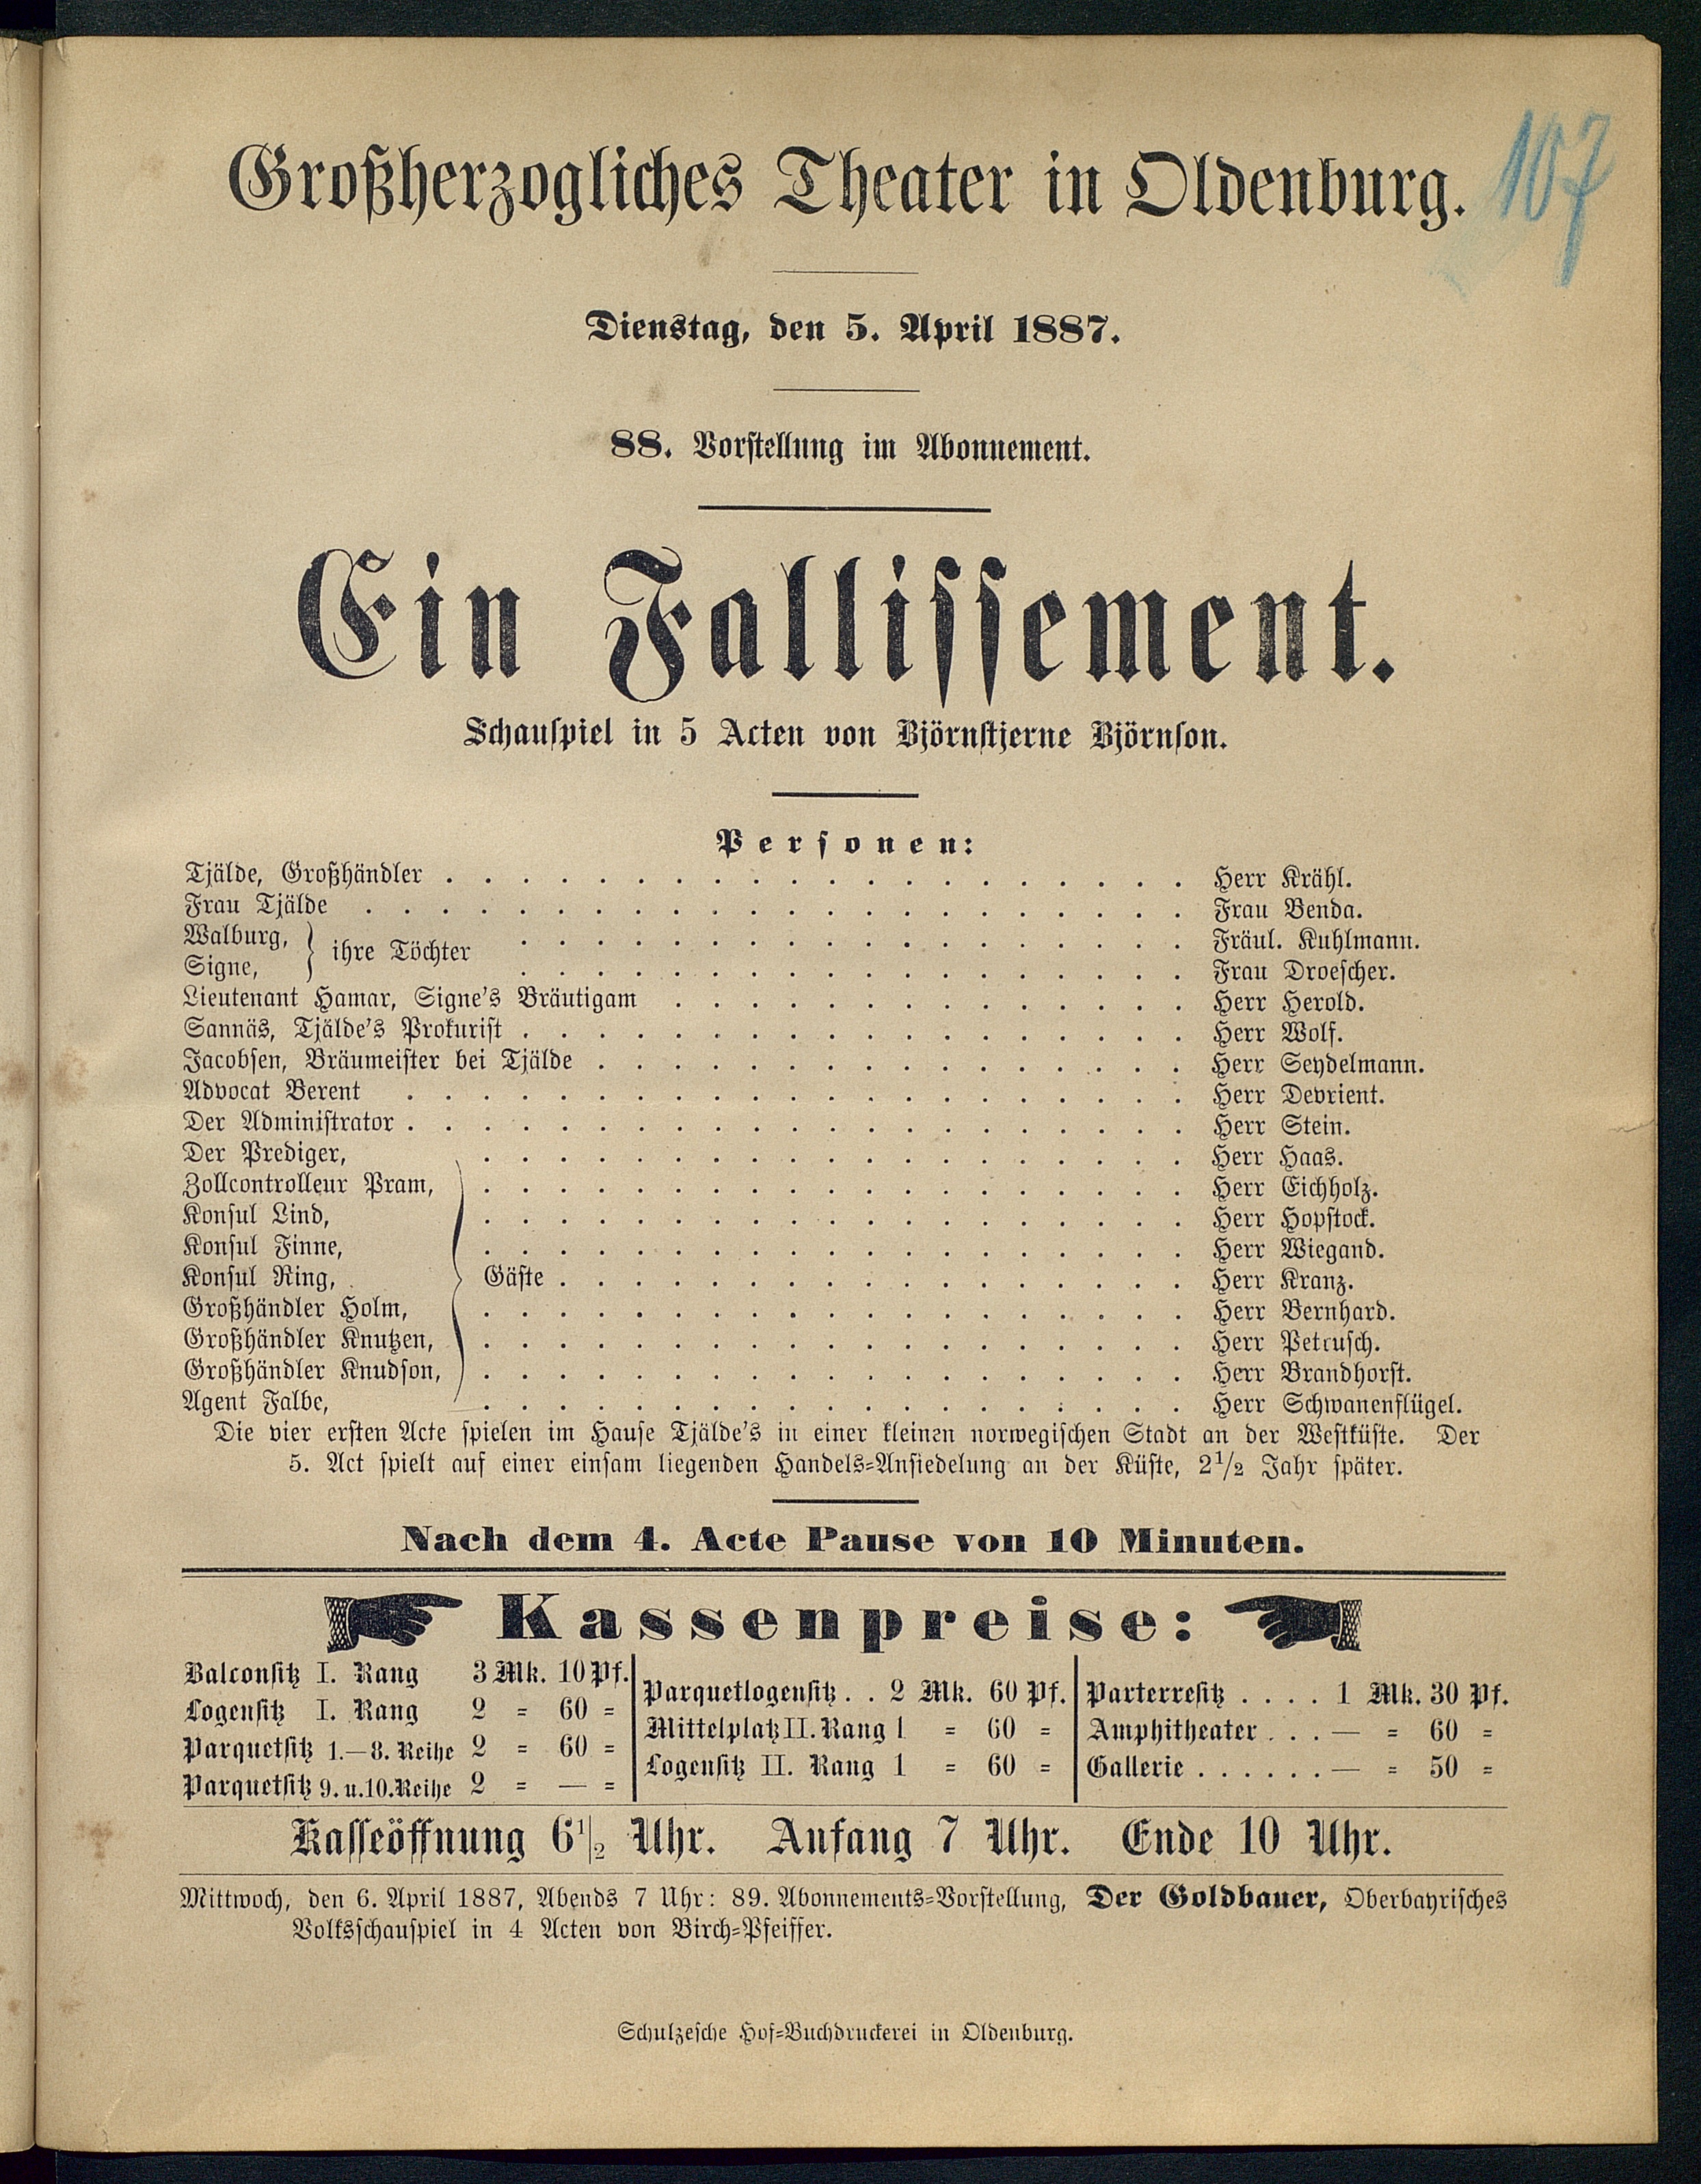 107
Großherzogliches Theater in Oldenburg.
Dienstag, den 5. April 1887.
88. Vorstellung im Abonnement.
Ein Fallissement.
Schauspiel in 5 Acten von Björnstjerne Björnson.
Personen:
Tjälde, Großhändler . . . . . . . . . . . . . . . . . . . . Herr Krähl.
Frau Tjälde . . . . . . . . . . . . . . . . . . . . . . Frau Benda.
Walburg, } ihre Töchter . . . . . . . . . . . . . . . . . . Fräul. Kuhlmann.
Signe, . . . . . . . . . . . . . . . . . . Frau Droescher.
Lieutenant Hamar, Signe's Bräutigam . . . . . . . . . . . . . . Herr Herold.
Sannäs, Tjälde's Prokurist . . . . . . . . . . . . . . . . . . Herr Wolf.
Jacobsen, Bräumeister bei Tjälde . . . . . . . . . . . . . . . . Herr Seydelmann.
Advocat Berent . . . . . . . . . . . . . . . . . . . . . Herr Devrient.
Der Administrator . . . . . . . . . . . . . . . . . . . . . Herr Stein.
Der Prediger, . . . . . . . . . . . . . . . . . . . Herr Haas.
Zollcontrolleur Pram, . . . . . . . . . . . . . . . . . . . Herr Eichholz.
Konsul Lind, . . . . . . . . . . . . . . . . . . . Herr Hopstock.
Konsul Finne, . . . . . . . . . . . . . . . . . . . Herr Wiegand.
Konsul Ring, } Gäste . . . . . . . . . . . . . . . . . Herr Kranz.
Großhändler Holm, . . . . . . . . . . . . . . . . . . . Herr Bernhard.
Großhändler Knutzen, . . . . . . . . . . . . . . . . . . . Herr Petrusch.
Großhändler Knudson, . . . . . . . . . . . . . . . . . . . Herr Brandhorst.
Agent Falbe, . . . . . . . . . . . . . . . . . . . Herr Schwanenflügel.
Die vier ersten Acte spielen im Hause Tjälde's in einer kleinen norwegischen Stadt an der Westküste. Der
5. Act spielt auf einer einsam liegenden Handels=Ansiedelung an der Küste, 2 1/2 Jahr später.
Nach dem 4. Acte Pause von 10 Minuten.
Kassenpreise:
Balconsitz I. Rang 3 Mk. 10 Pf.
Logensitz I. Rang 2 = 60 =
Parquetsitz 1.—8. Reihe 2 = 60 =
Parquetsitz 9. u. 10. Reihe 2 = — =
Parquetlogensitz . . 2 Mk. 60 Pf.
Mittelplatz II. Rang 1 = 60 =
Logensitz II. Rang 1 = 60 =
Parterresitz . . . . 1 Mk. 30 Pf.
Amphitheater . . . — = 60 =
Gallerie . . . . . . — = 50 =
Kasseöffnung 6 1/2 Uhr. Anfang 7 Uhr. Ende 10 Uhr.
Mittwoch, den 6. April 1887, Abends 7 Uhr: 89. Abonnements=Vorstellung, Der Goldbauer, Oberbayrisches
Volksschauspiel in 4 Acten von Birch=Pfeiffer.
Schulzesche Hof=Buchdruckerei in Oldenburg.